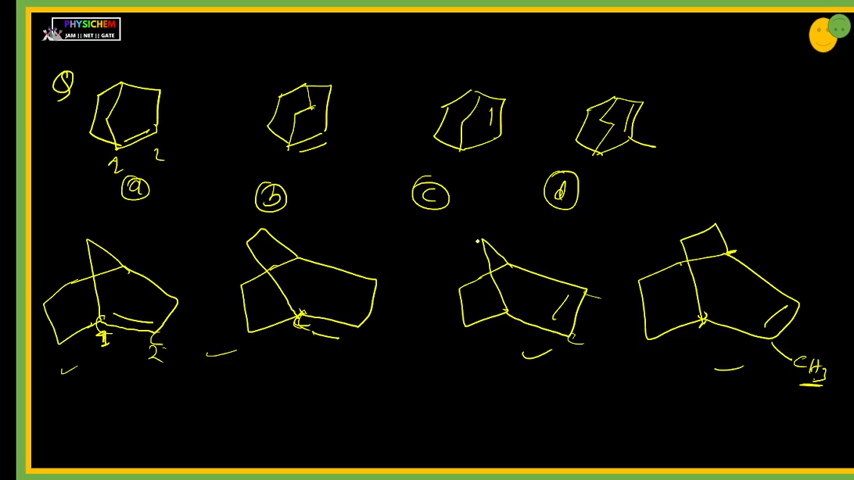 PHYSICHEM
JAM || NET || GATE
Q
1 2
a b c d
1 2
C
C
CH3